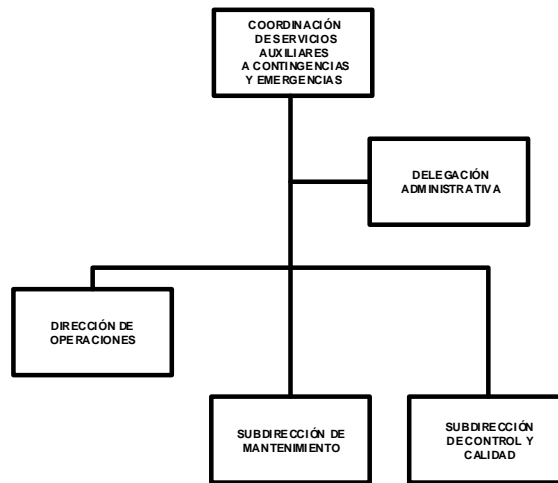 COORDINACIÓN
DE SERVICIOS
AUXILIARES
A CONTINGENCIAS
Y EMERGENCIAS
DELEGACIÓN
ADMINISTRATIVA
DIRECCIÓN DE
OPERACIONES
SUBDIRECCIÓN DE
MANTENIMIENTO
SUBDIRECCIÓN
DE CONTROL Y
CALIDAD